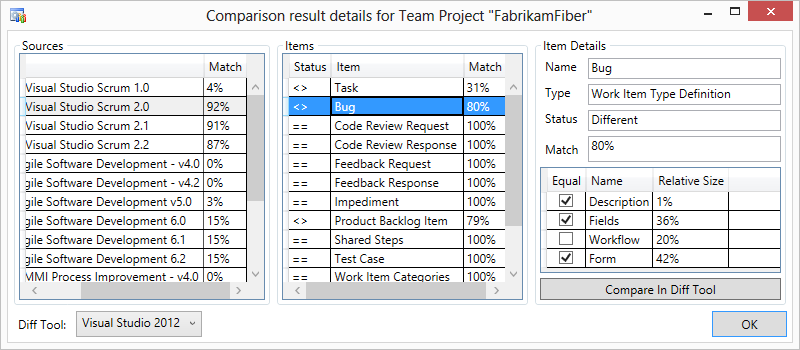 Comparison result details for Team Project "FabrikamFiber"
Sources
Match
Visual Studio Scrum 1.0 4%
Visual Studio Scrum 2.0 92%
Visual Studio Scrum 2.1 91%
Visual Studio Scrum 2.2 87%
gile Software Development - v4.0 0%
gile Software Development - v4.2 0%
gile Software Development v5.0 3%
gile Software Development 6.0 15%
gile Software Development 6.1 15%
gile Software Development 6.2 15%
MMI Process Improvement - v4.0 0%
Items
Status Item Match
<> Task 31%
<> Bug 80%
== Code Review Request 100%
== Code Review Response 100%
== Feedback Request 100%
== Feedback Response 100%
== Impediment 100%
<> Product Backlog Item 79%
== Shared Steps 100%
== Test Case 100%
== Work Item Categories 100%
Item Details
Name Bug
Type Work Item Type Definition
Status Different
Match 80%
Equal Name Relative Size
Description 1%
Fields 36%
Workflow 20%
Form 42%
Compare In Diff Tool
Diff Tool: Visual Studio 2012
OK